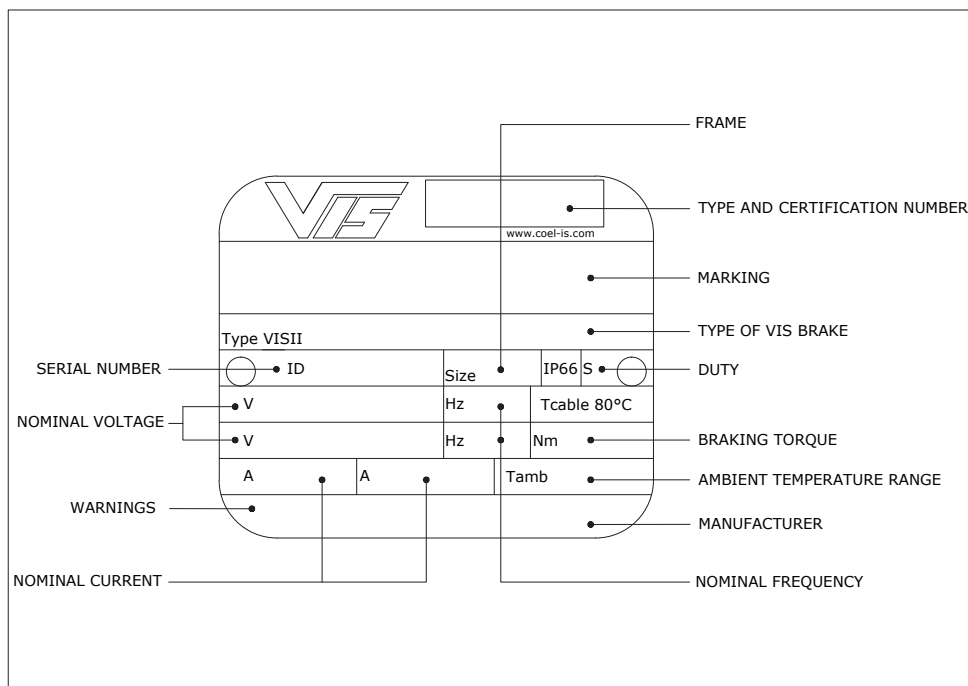 FRAME
VIS
TYPE AND CERTIFICATION NUMBER
www.coel-is.com
MARKING
Type VISII
TYPE OF VIS BRAKE
SERIAL NUMBER
ID
Size
IP66
S
DUTY
NOMINAL VOLTAGE
V
Hz
Tcable 80°C
V
Hz
Nm
BRAKING TORQUE
A
A
Tamb
AMBIENT TEMPERATURE RANGE
WARNINGS
MANUFACTURER
NOMINAL CURRENT
NOMINAL FREQUENCY